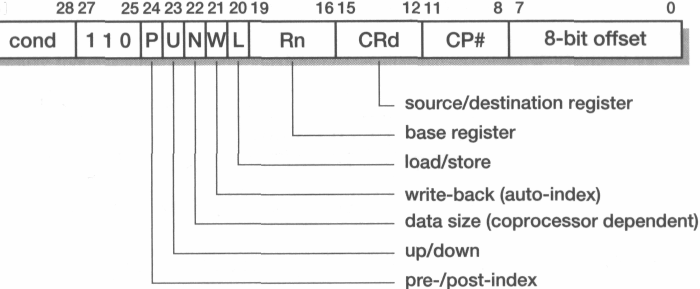 28 27 25 24 23 22 21 20 19 16 15 12 11 8 7 0
cond 1 1 0 P U N W L Rn CRd CP# 8-bit offset
source/destination register
base register
load/store
write-back (auto-index)
data size (coprocessor dependent)
up/down
pre-/post-index